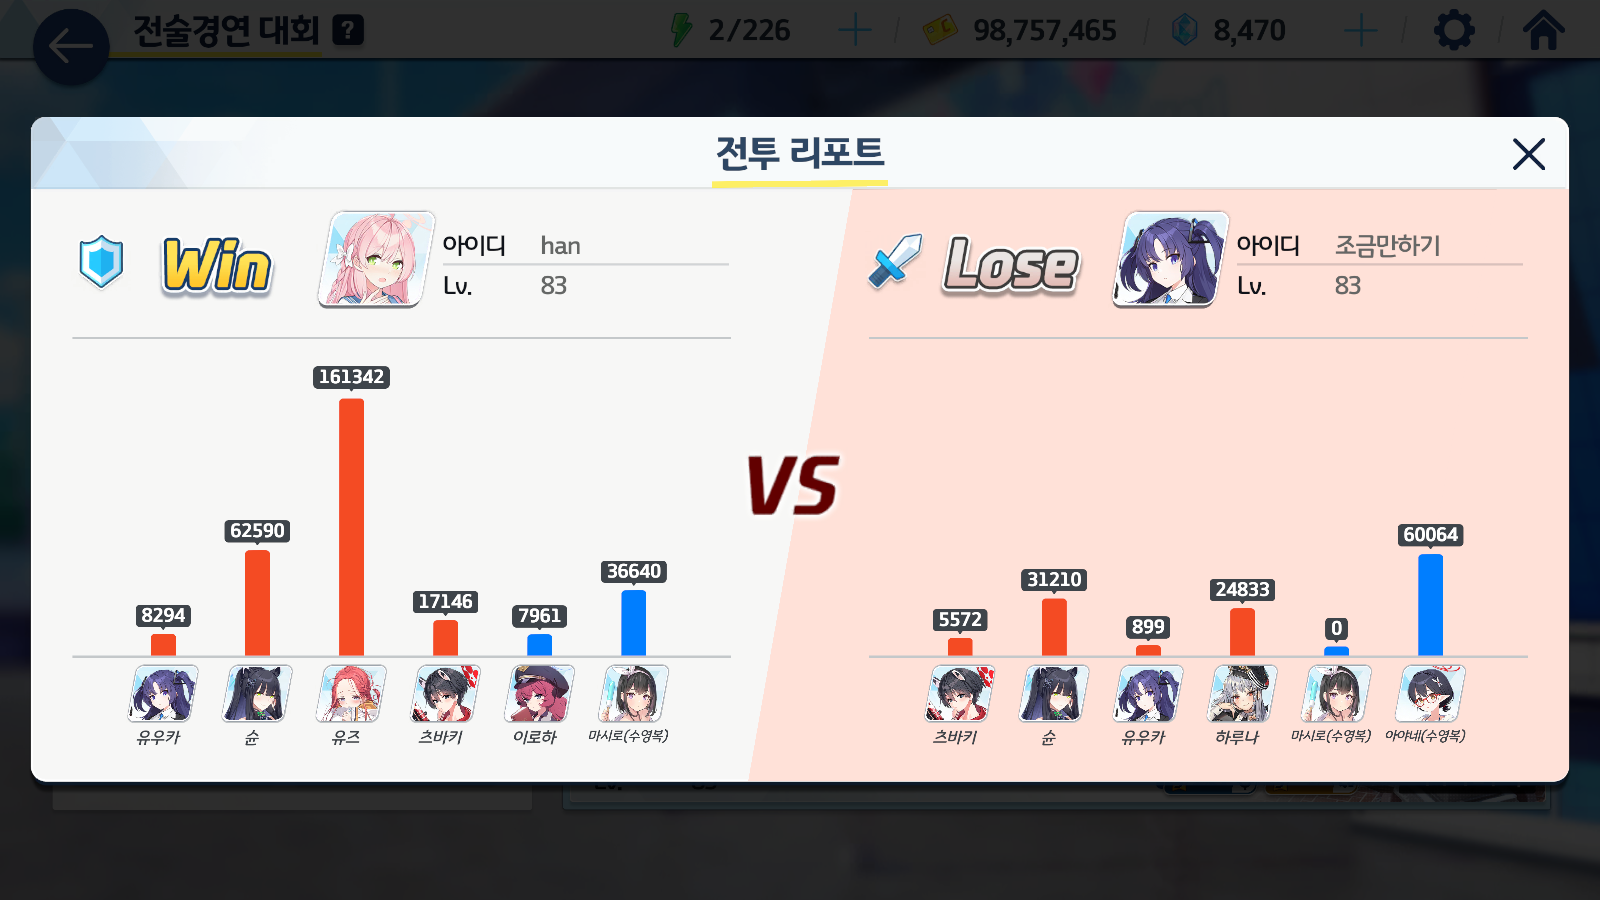 전술경연 대회 ?
2/226
98,757,465
8,470
전투 리포트
Win
아이디 han
Lv. 83
Lose
아이디 조금만하기
Lv. 83
VS
8294
62590
161342
17146
7961
36640
유우카
슌
유즈
츠바키
이로하
마시로(수영복)
5572
31210
899
24833
0
60064
츠바키
슌
유우카
하루나
마시로(수영복)
아야네(수영복)